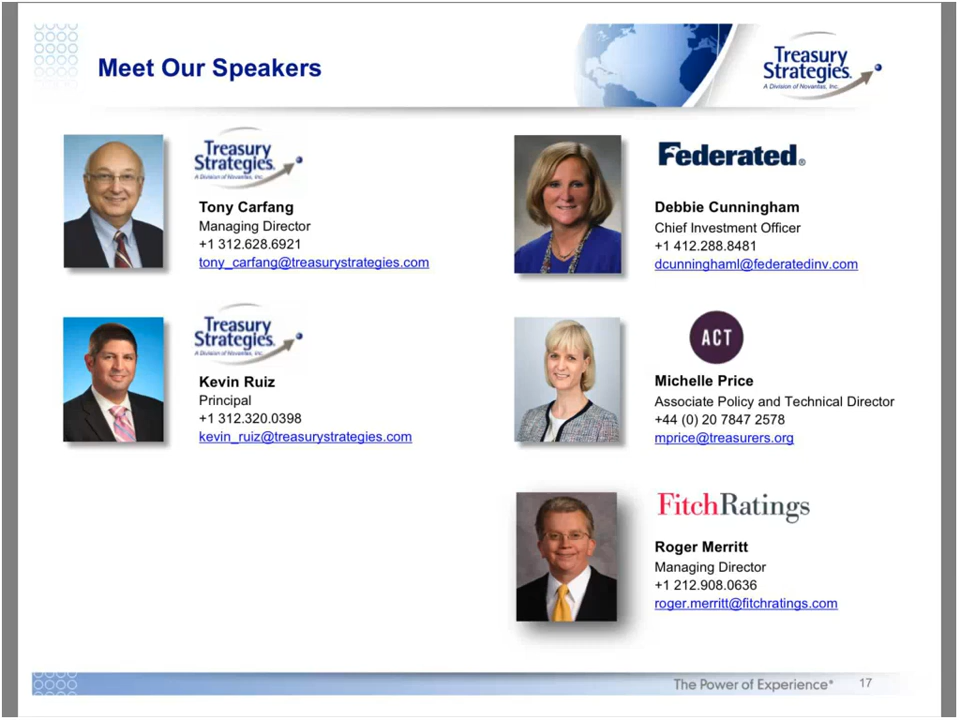 Meet Our Speakers
Treasury
Strategies®
A Division of Novantas, Inc.
Treasury
Strategies®
A Division of Novantas, Inc.
Tony Carfang
Managing Director
+1 312.628.6921
tony_carfang@treasurystrategies.com
Federated®
Debbie Cunningham
Chief Investment Officer
+1 412.288.8481
dcunninghaml@federatedinv.com
Treasury
Strategies®
A Division of Novantas, Inc.
Kevin Ruiz
Principal
+1 312.320.0398
kevin_ruiz@treasurystrategies.com
ACT
Michelle Price
Associate Policy and Technical Director
+44 (0) 20 7847 2578
mprice@treasurers.org
FitchRatings
Roger Merritt
Managing Director
+1 212.908.0636
roger.merritt@fitchratings.com
The Power of Experience®
17